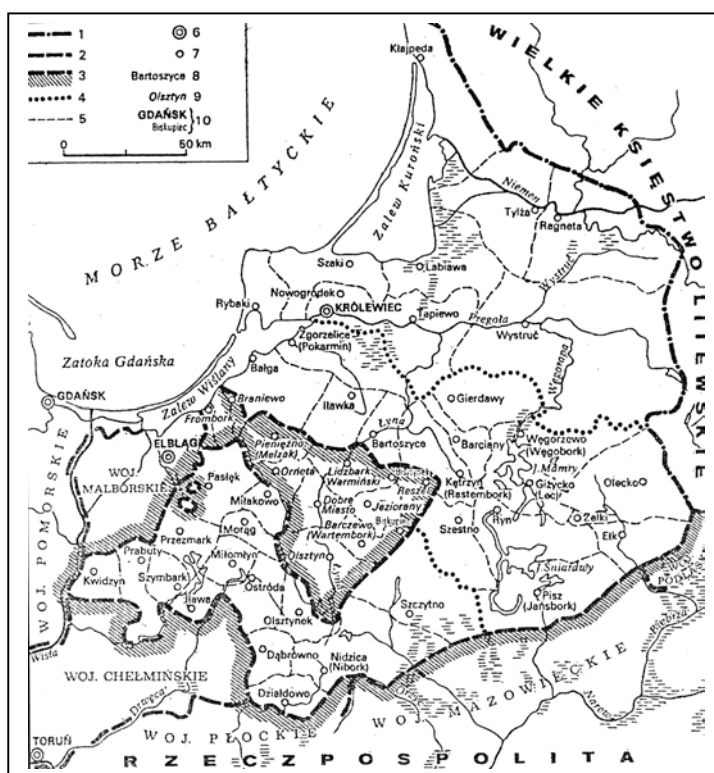 1
2
3
4
5
6
7
Bartoszyce 8
Olsztyn 9
GDAŃSK
Biskupiec } 10
0 50 km
WIELKIE KSIĘSTWO LITEWSKIE
MORZE BAŁTYCKIE
Kłajpeda
Zalew Kuroński
Niemen
Tylża
Ragneta
Szaki
Labiawa
Wystruć
Nowogródek
Rybaki
KRÓLEWIEC
Tapiewo
Pregoła
Wystruć
Zgorzelice
(Pokarmin)
Zatoka Gdańska
Zalew Wiślany
Bałga
Węgorapa
GDAŃSK
Braniewo
Iławka
Gierdawy
Frombork
Łyna
ELBLĄG
Pieniężno
(Melzak)
Bartoszyce
Barciany
Węgorzewo
(Węgobork)
WOJ. POMORSKIE
WOJ.
MALBORSKIE
Pasłęk
Orneta
Lidzbark
Warmiński
Reszel
Kętrzyn
(Rastembork)
J. Mamry
Giżycko
(Lec)
Olecko
Miłakowo
Dobre
Miasto
Jeziorany
Ryn
Zelki
Przezmark
Morąg
Barczewo
(Wartembork)
Biskupiec
Szestno
Ełk
Prabuty
Miłomłyn
Olsztyn
Łyna
J. Śniardwy
Kwidzyn
Szymbark
Iława
Ostróda
Szczytno
Pisz
(Jańsbork)
Olsztynek
Biebrza
Wisła
WOJ. CHEŁMIŃSKIE
Dąbrówno
Nidzica
(Nibork)
Drwęca
Działdowo
WOJ. MAZOWIECKIE
Narew
TORUŃ
WOJ. PŁOCKIE
RZECZPOSPOLITA